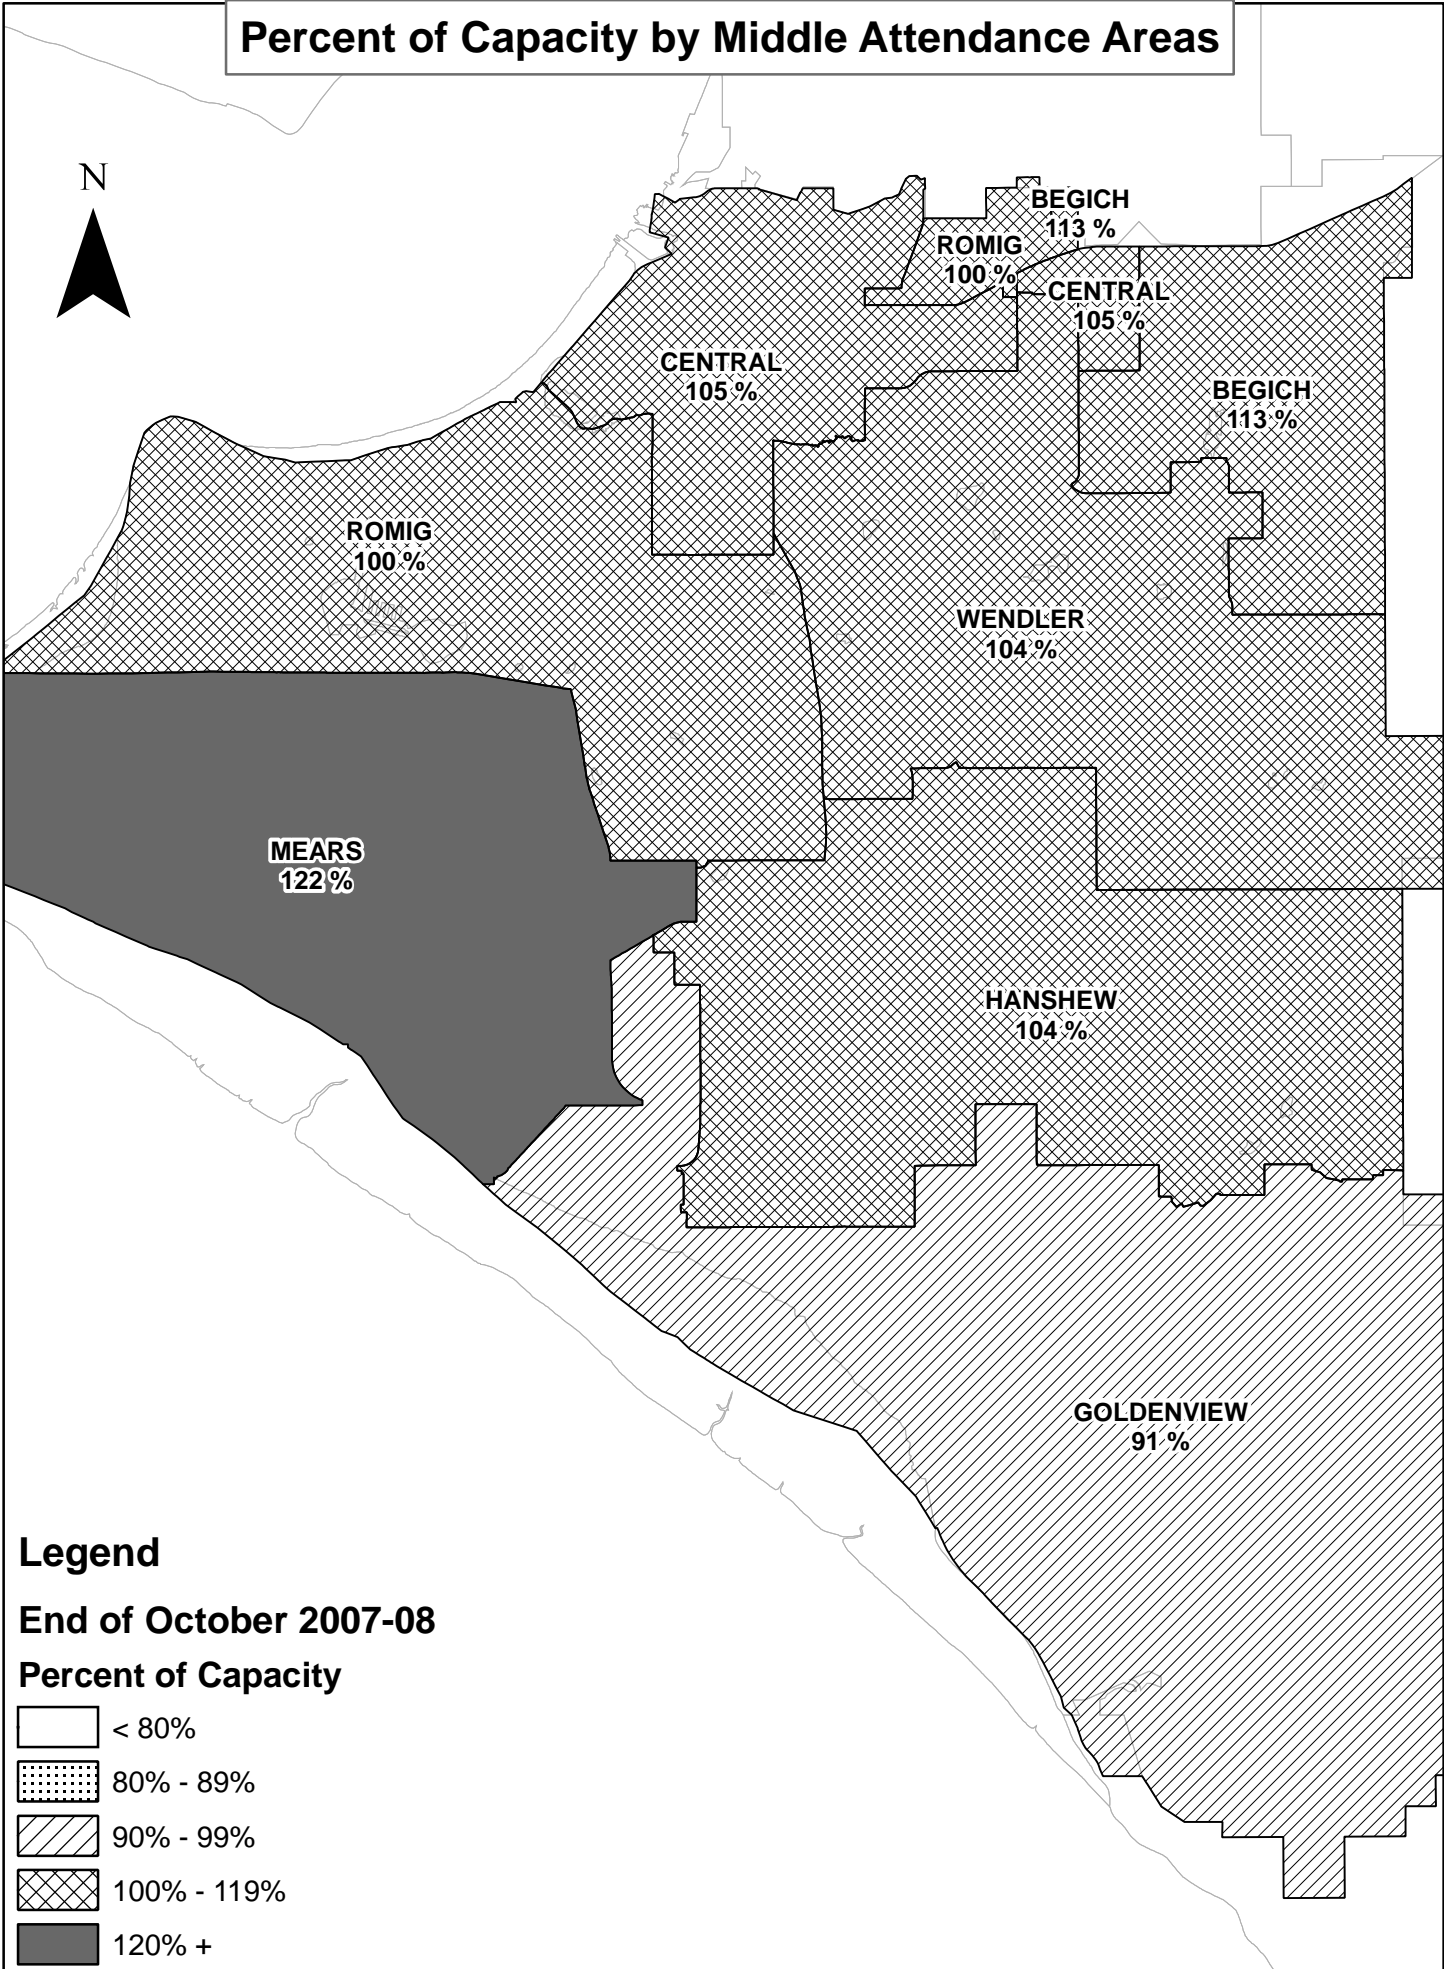 Percent of Capacity by Middle Attendance Areas
N
BEGICH
113 %
ROMIG
100 %
CENTRAL
105 %
CENTRAL
105 %
BEGICH
113 %
ROMIG
100 %
WENDLER
104 %
MEARS
122 %
HANSHEW
104 %
GOLDENVIEW
91 %
Legend
End of October 2007-08
Percent of Capacity
< 80%
80% - 89%
90% - 99%
100% - 119%
120% +